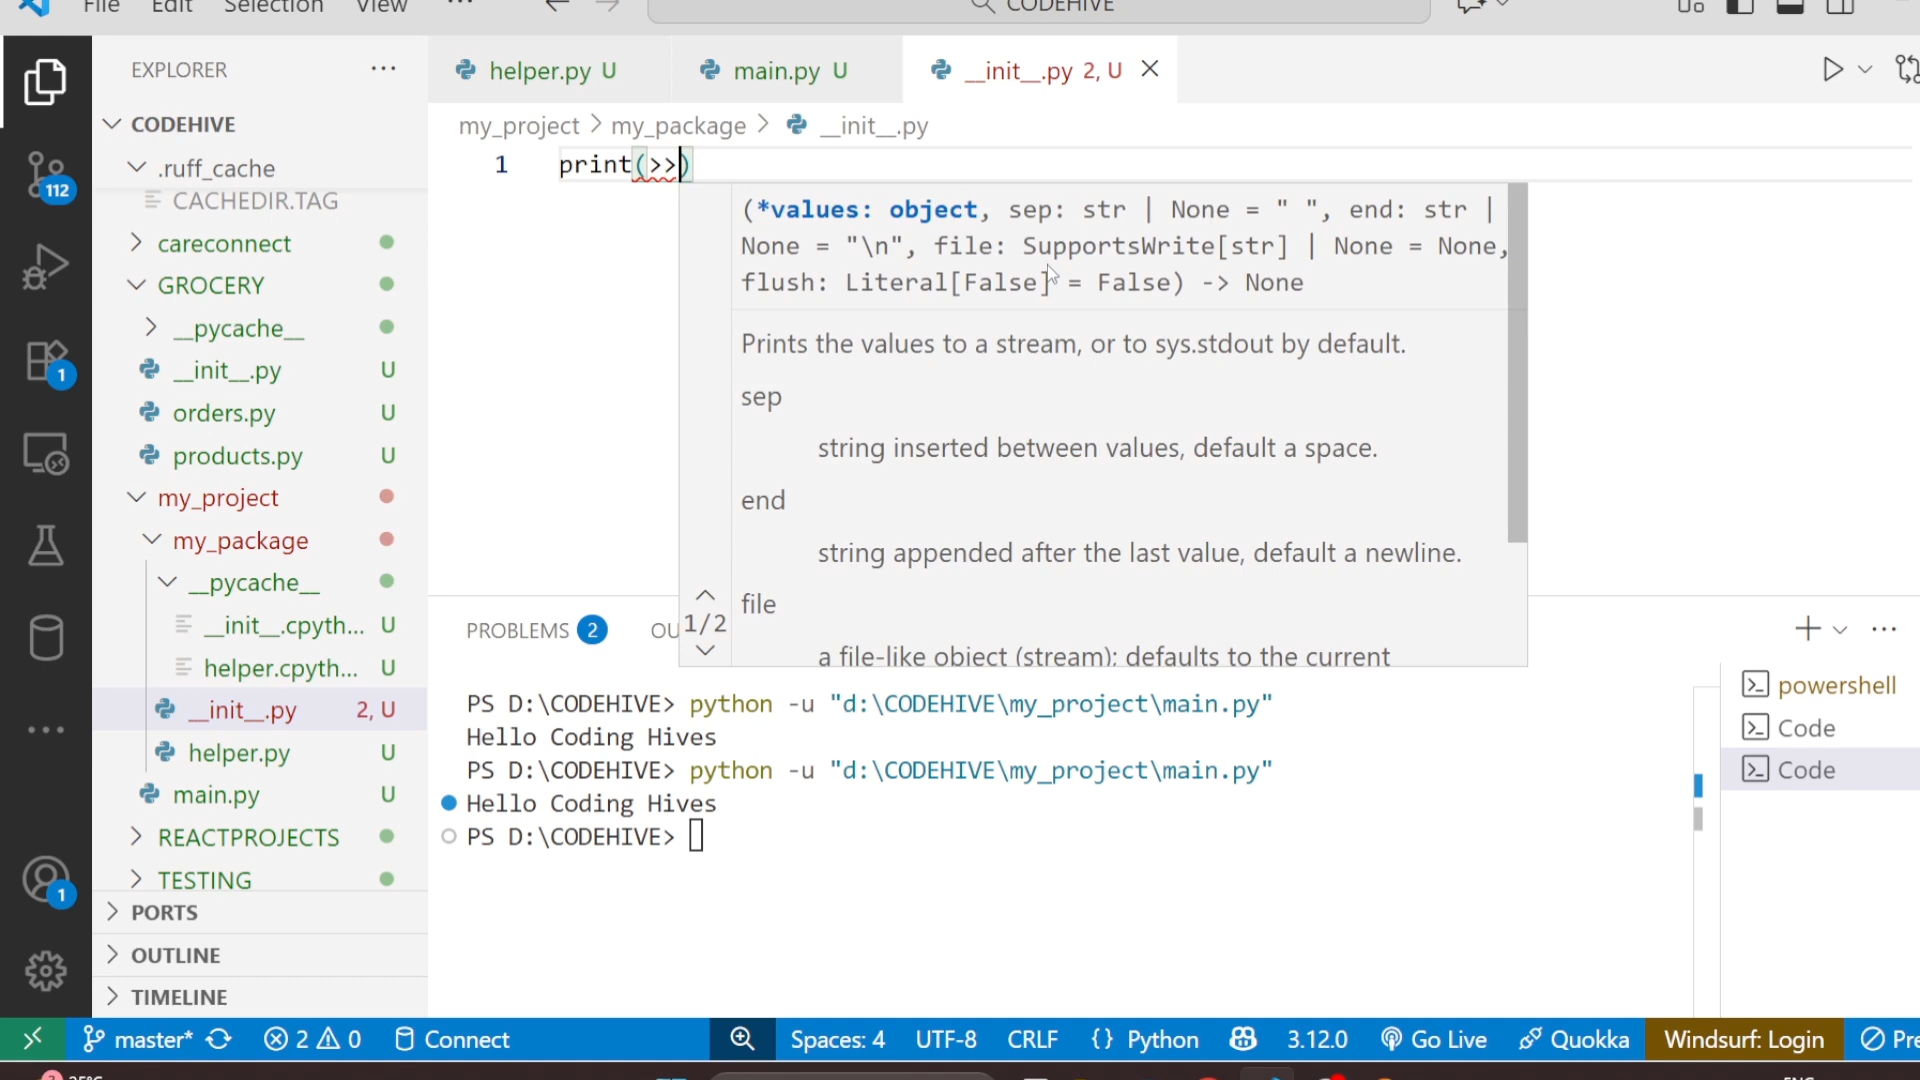 File Edit Selection View ... CODEHIVE
EXPLORER ...
CODEHIVE
.ruff_cache
CACHEDIR.TAG
careconnect
GROCERY
__pycache__
__init__.py U
orders.py U
products.py U
my_project
my_package
__pycache__
__init__.cpyth... U
helper.cpyth... U
__init__.py 2, U
helper.py U
main.py U
REACTPROJECTS
TESTING
PORTS
OUTLINE
TIMELINE
112
1
1
helper.py U main.py U __init__.py 2, U
my_project > my_package > __init__.py
1 print(>>)
(*values: object, sep: str | None = " ", end: str |
None = "\n", file: SupportsWrite[str] | None = None,
flush: Literal[False] = False) -> None
Prints the values to a stream, or to sys.stdout by default.
sep
string inserted between values, default a space.
end
string appended after the last value, default a newline.
file
a file-like object (stream); defaults to the current
1/2
PROBLEMS 2 OU
PS D:\CODEHIVE> python -u "d:\CODEHIVE\my_project\main.py"
Hello Coding Hives
PS D:\CODEHIVE> python -u "d:\CODEHIVE\my_project\main.py"
Hello Coding Hives
PS D:\CODEHIVE>
powershell
Code
Code
master* 2 0 Connect Spaces: 4 UTF-8 CRLF {} Python 3.12.0 Go Live Quokka Windsurf: Login Pre